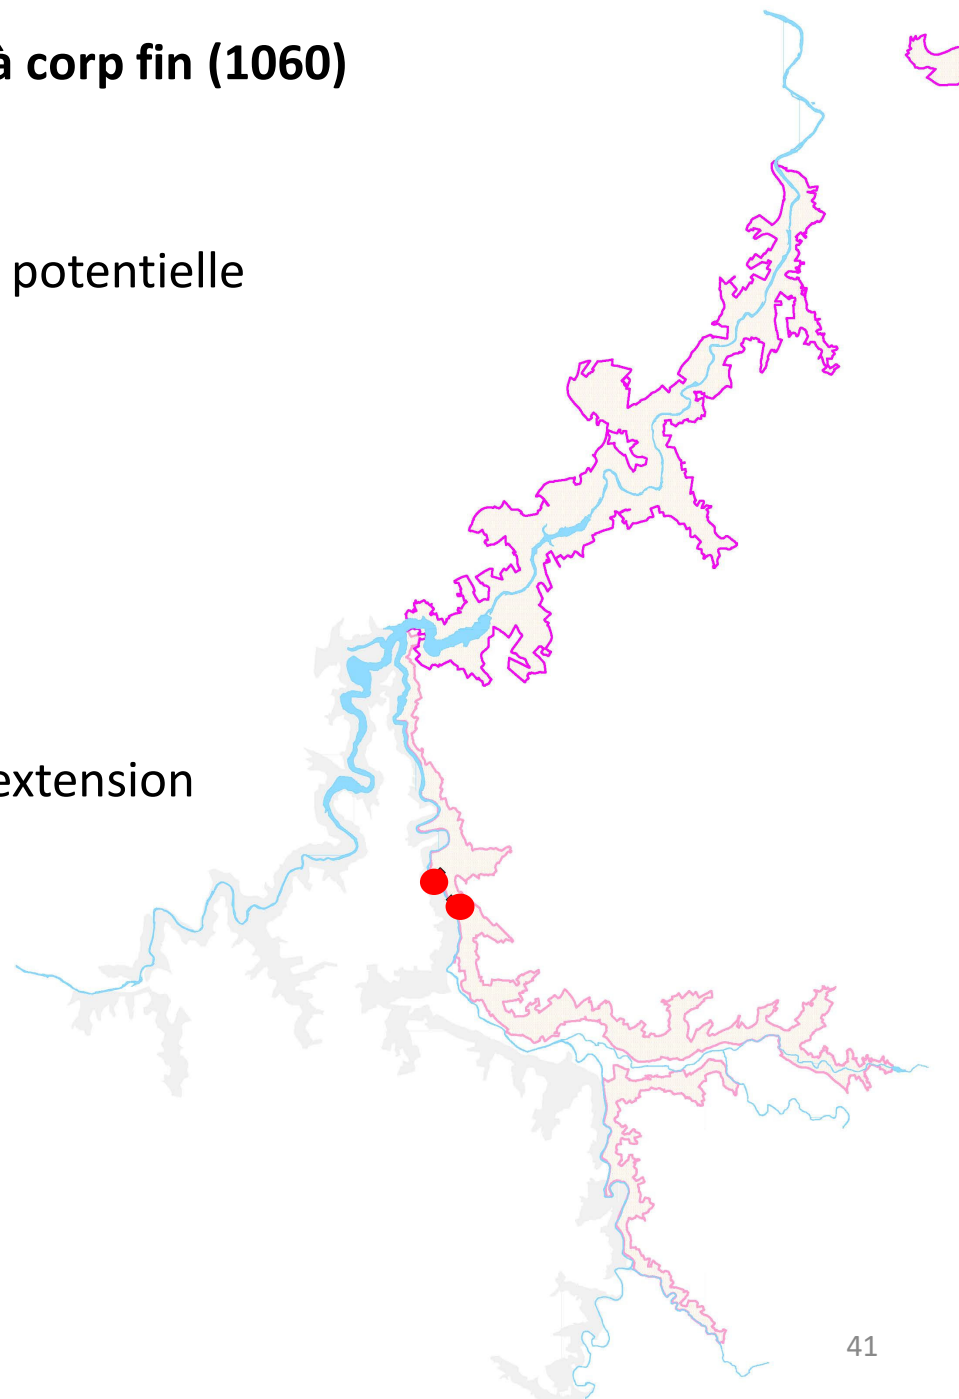 à corp fin (1060)
potentielle
extension
41